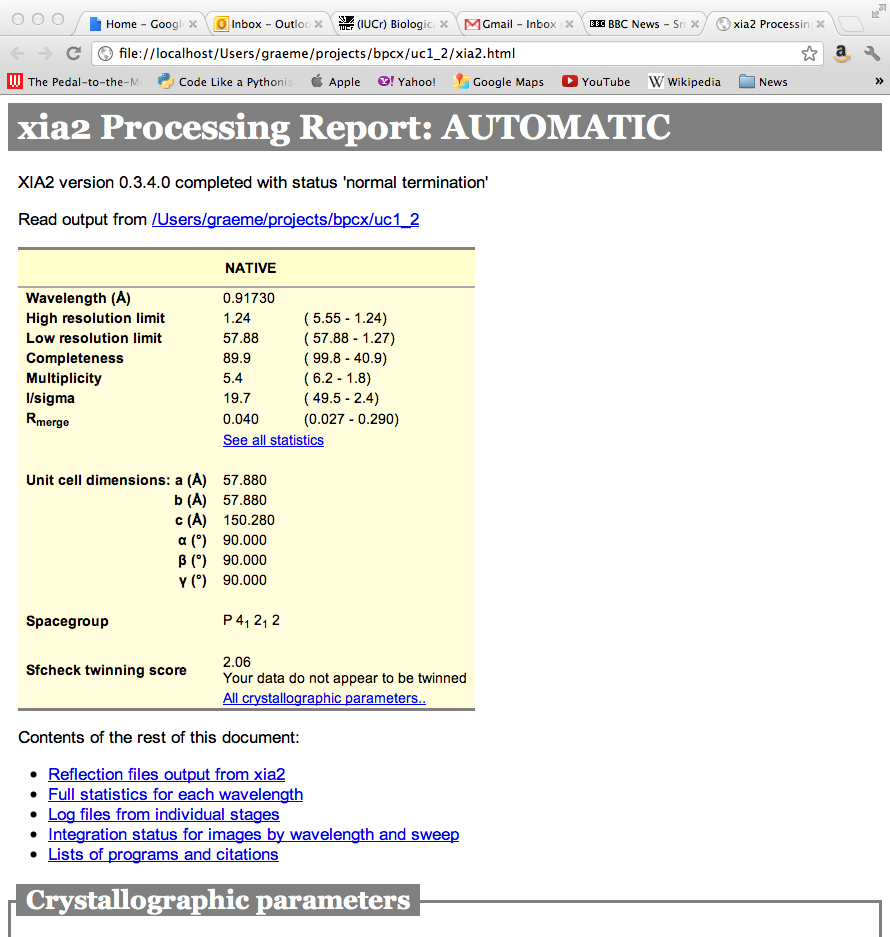 Home – Googl
Inbox – Outloo
(IUCr) Biologica
Gmail – Inbox
BBC BBC News – Sn
xia2 Processin
file://localhost/Users/graeme/projects/bpcx/uc1_2/xia2.html
The Pedal-to-the-M
Code Like a Pythonis
Apple
Yahoo!
Google Maps
YouTube
Wikipedia
News
»
xia2 Processing Report: AUTOMATIC
XIA2 version 0.3.4.0 completed with status 'normal termination'
Read output from /Users/graeme/projects/bpcx/uc1_2
NATIVE
Wavelength (Å) 0.91730
High resolution limit 1.24 ( 5.55 - 1.24)
Low resolution limit 57.88 ( 57.88 - 1.27)
Completeness 89.9 ( 99.8 - 40.9)
Multiplicity 5.4 ( 6.2 - 1.8)
I/sigma 19.7 ( 49.5 - 2.4)
Rmerge 0.040 (0.027 - 0.290)
See all statistics
Unit cell dimensions: a (Å) 57.880
b (Å) 57.880
c (Å) 150.280
α (°) 90.000
β (°) 90.000
γ (°) 90.000
Spacegroup P 4₁ 2₁ 2
Sfcheck twinning score 2.06
Your data do not appear to be twinned
All crystallographic parameters..
Contents of the rest of this document:
• Reflection files output from xia2
• Full statistics for each wavelength
• Log files from individual stages
• Integration status for images by wavelength and sweep
• Lists of programs and citations
Crystallographic parameters